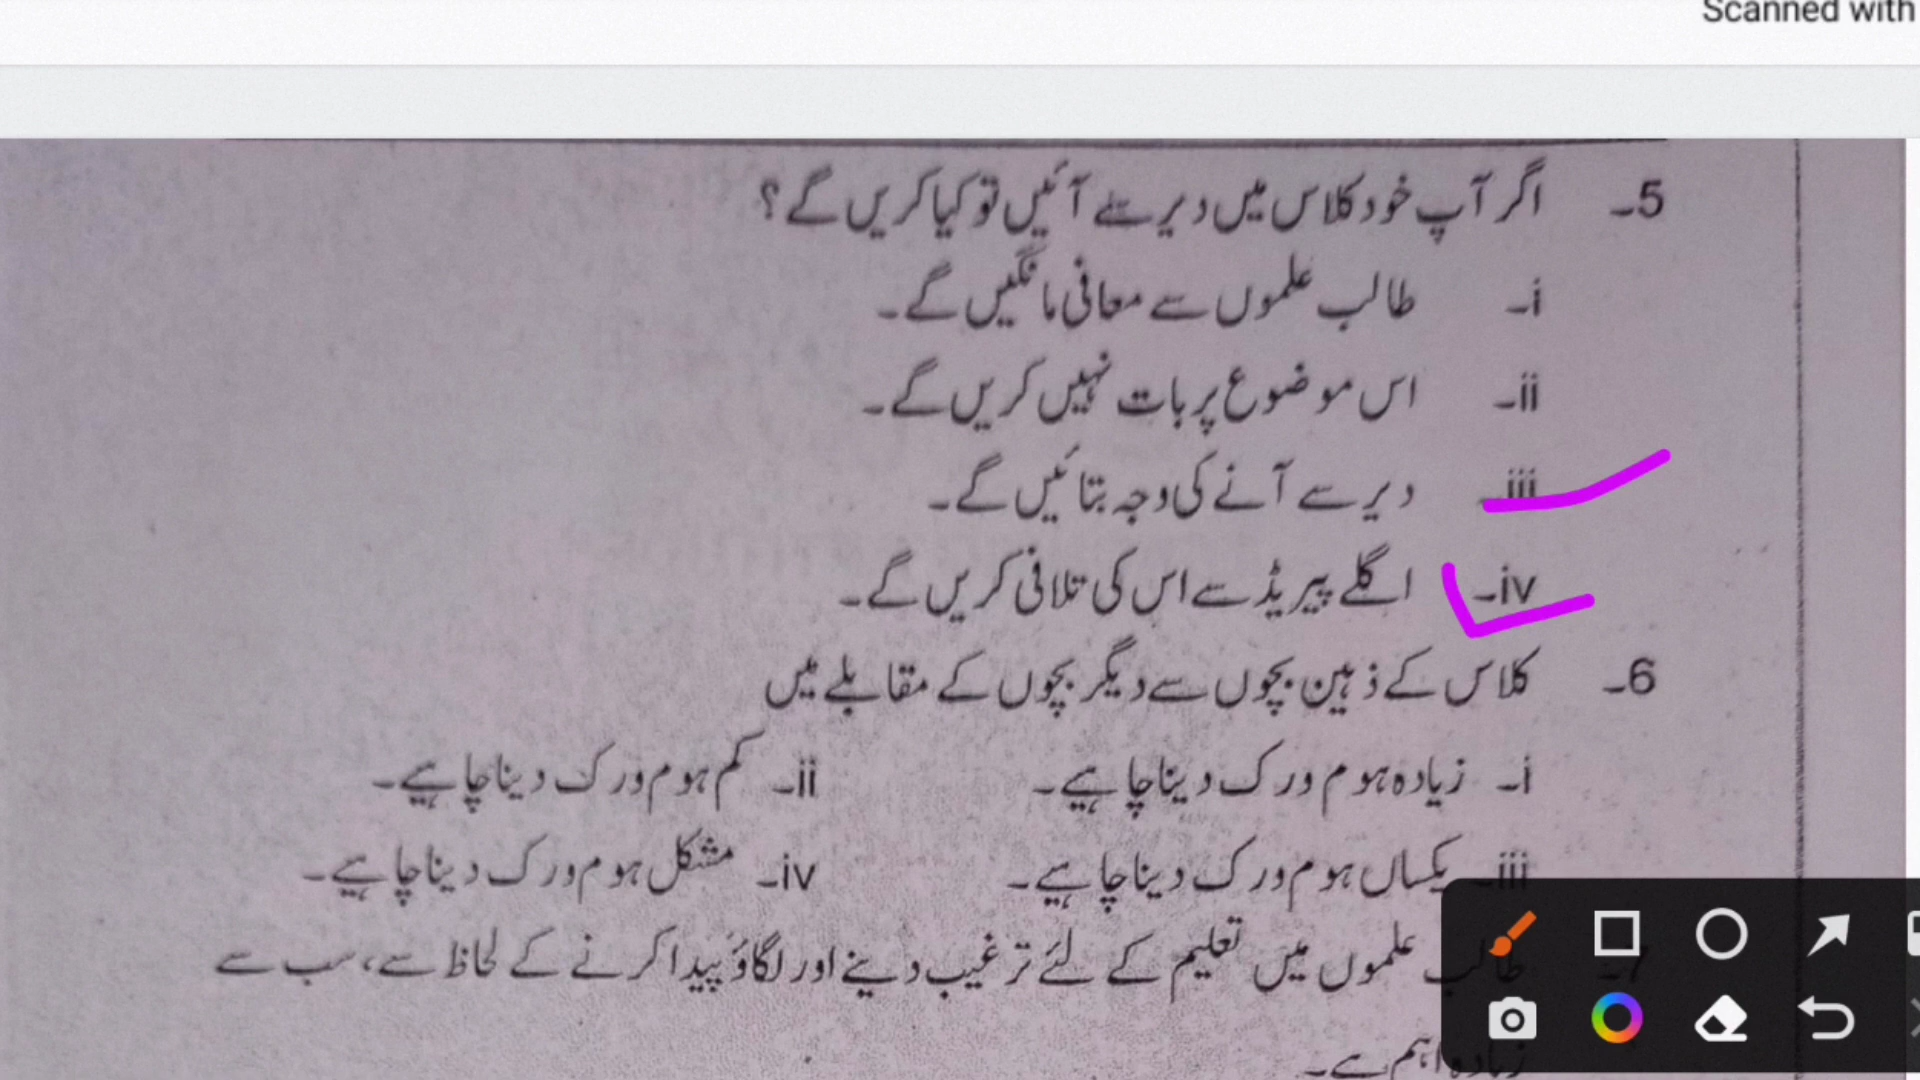 Scanned with
5۔ اگر آپ خود کلاس میں دیر سے آئیں تو کیا کریں گے؟
i۔ طالب علموں سے معافی مانگیں گے۔
ii۔ اس موضوع پر بات نہیں کریں گے۔
iii۔ دیر سے آنے کی وجہ بتائیں گے۔
iv۔ اگلے پیریڈ سے اس کی تلافی کریں گے۔
6۔ کلاس کے ذہین بچوں سے دیگر بچوں کے مقابلے میں
i۔ زیادہ ہوم ورک دینا چاہیے۔ ii۔ کم ہوم ورک دینا چاہیے۔
iii۔ یکساں ہوم ورک دینا چاہیے۔ iv۔ مشکل ہوم ورک دینا چاہیے۔
7۔ طالب علموں میں تعلیم کے لئے ترغیب دینے اور لگاؤ پیدا کرنے کے لحاظ سے، سب سے
زیادہ اہم ہے۔